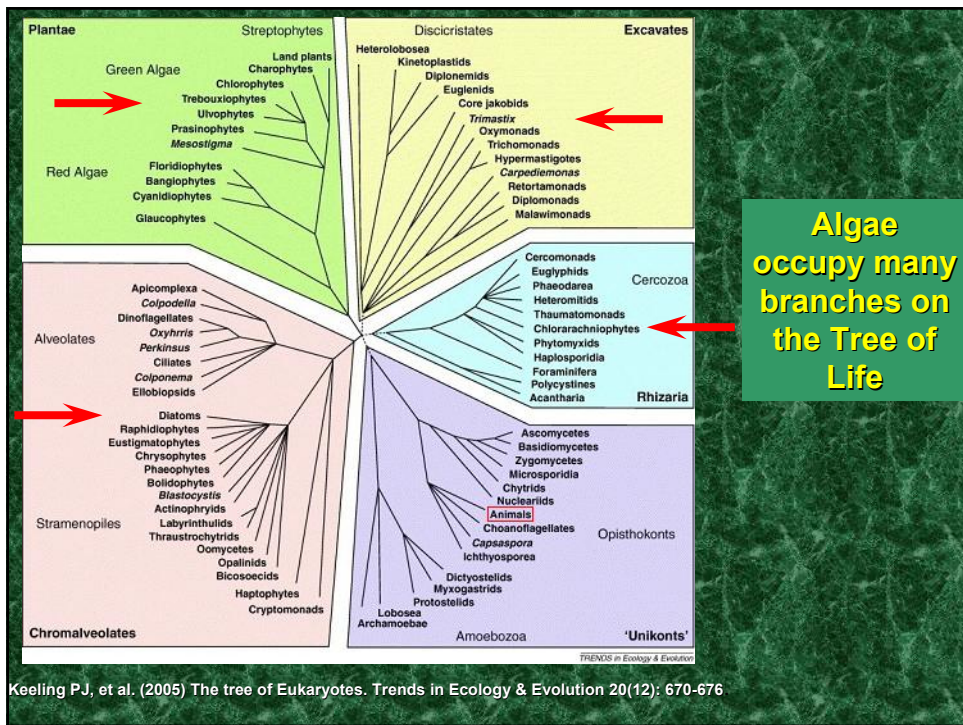 Plantae
Streptophytes
Land plants
Charophytes
Green Algae
Chlorophytes
Trebouxiophytes
Ulvophytes
Prasinophytes
Mesostigma
Red Algae
Floridiophytes
Bangiophytes
Cyanidiophytes
Glaucophytes
Discicristates
Excavates
Heterolobosea
Kinetoplastids
Diplonemids
Euglenids
Core jakobids
Trimastix
Oxymonads
Trichomonads
Hypermastigotes
Carpediemonas
Retortamonads
Diplomonads
Malawimonads
Cercomonads
Euglyphids
Cercozoa
Phaeodarea
Heteromitids
Thaumatomonads
Chlorarachniophytes
Phytomyxids
Haplosporidia
Foraminifera
Polycystines
Acantharia
Rhizaria
Algae
occupy many
branches on
the Tree of
Life
Apicomplexa
Colpodella
Dinoflagellates
Alveolates
Oxyhrris
Perkinsus
Ciliates
Colponema
Ellobiopsids
Diatoms
Raphidiophytes
Eustigmatophytes
Chrysophytes
Phaeophytes
Bolidophytes
Blastocystis
Actinophryids
Stramenopiles
Labyrinthulids
Thraustrochytrids
Oomycetes
Opalinids
Bicosoecids
Haptophytes
Cryptomonads
Chromalveolates
Ascomycetes
Basidiomycetes
Zygomycetes
Microsporidia
Chytrids
Nucleariids
Animals
Choanoflagellates
Opisthokonts
Capsaspora
Ichthyosporea
Dictyostelids
Myxogastrids
Protostelids
Lobosea
Archamoebae
Amoebozoa
'Unikonts'
TRENDS in Ecology & Evolution
Keeling PJ, et al. (2005) The tree of Eukaryotes. Trends in Ecology & Evolution 20(12): 670-676